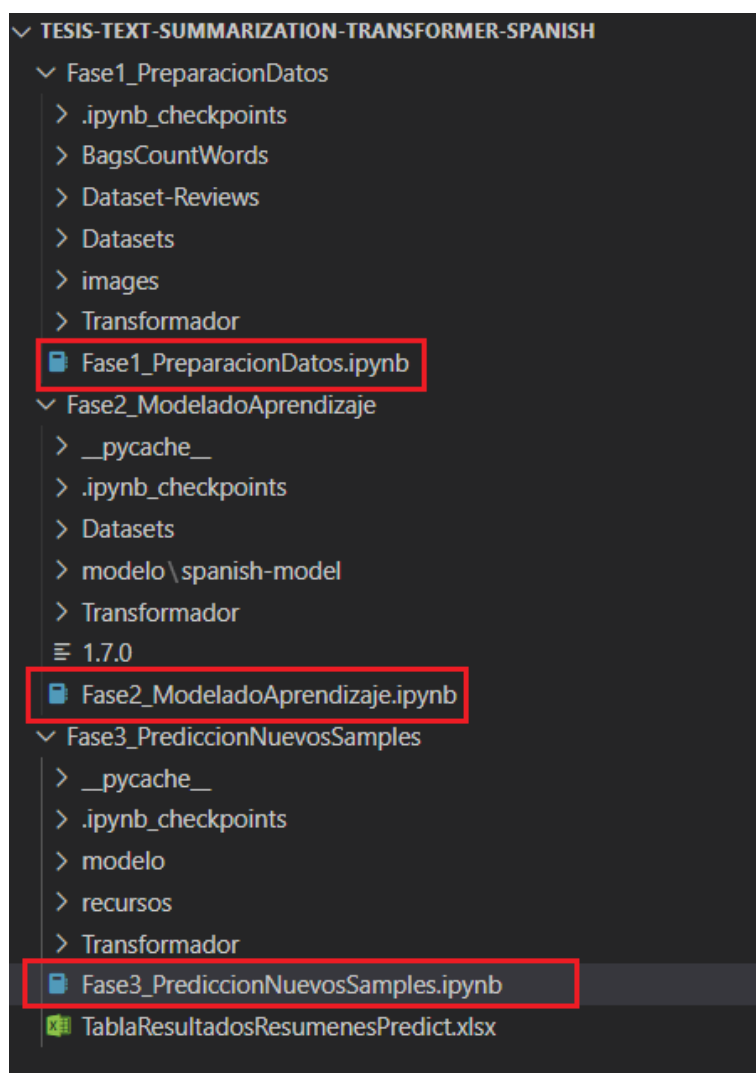 TESIS-TEXT-SUMMARIZATION-TRANSFORMER-SPANISH
Fase1_PreparacionDatos
.ipynb_checkpoints
BagsCountWords
Dataset-Reviews
Datasets
images
Transformador
Fase1_PreparacionDatos.ipynb
Fase2_ModeladoAprendizaje
__pycache__
.ipynb_checkpoints
Datasets
modelo\spanish-model
Transformador
1.7.0
Fase2_ModeladoAprendizaje.ipynb
Fase3_PrediccionNuevosSamples
__pycache__
.ipynb_checkpoints
modelo
recursos
Transformador
Fase3_PrediccionNuevosSamples.ipynb
TablaResultadosResumenesPredict.xlsx